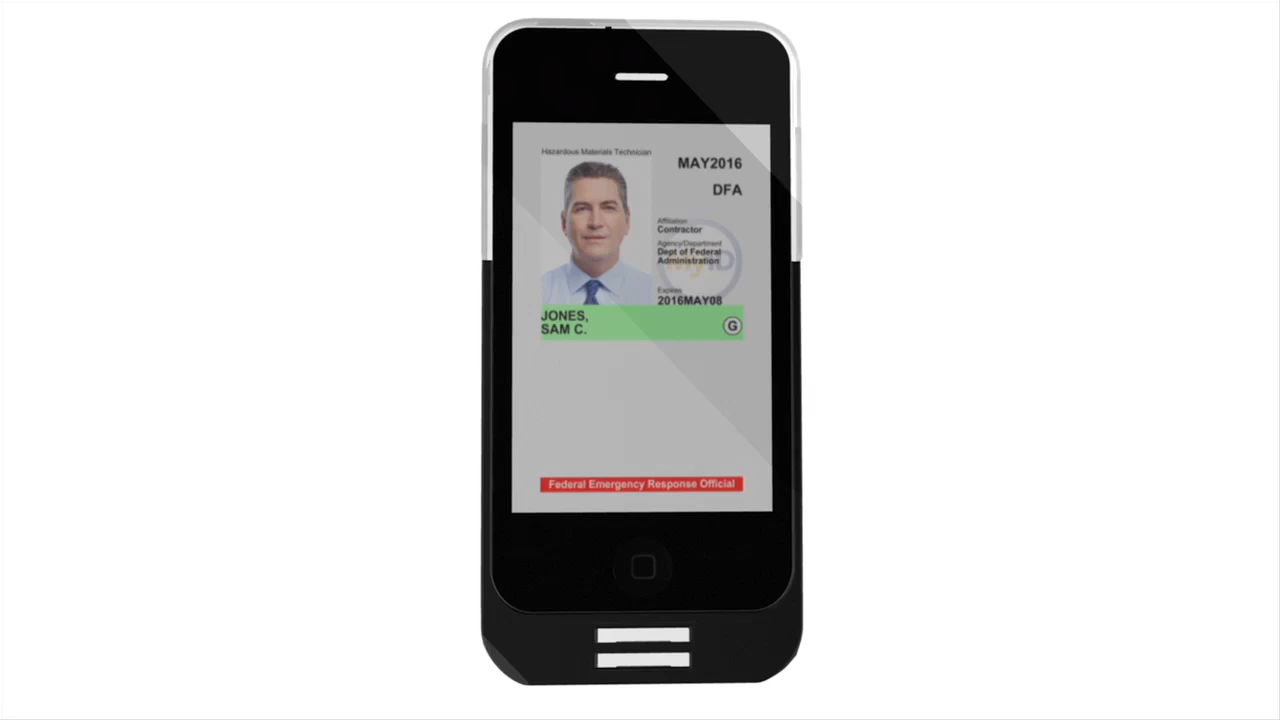 Hazardous Materials Technician
MAY2016
DFA
Affiliation
Contractor
Agency/Department
Dept of Federal
Administration
MyID
Expires
2016MAY08
JONES,
SAM C.
G
Federal Emergency Response Official